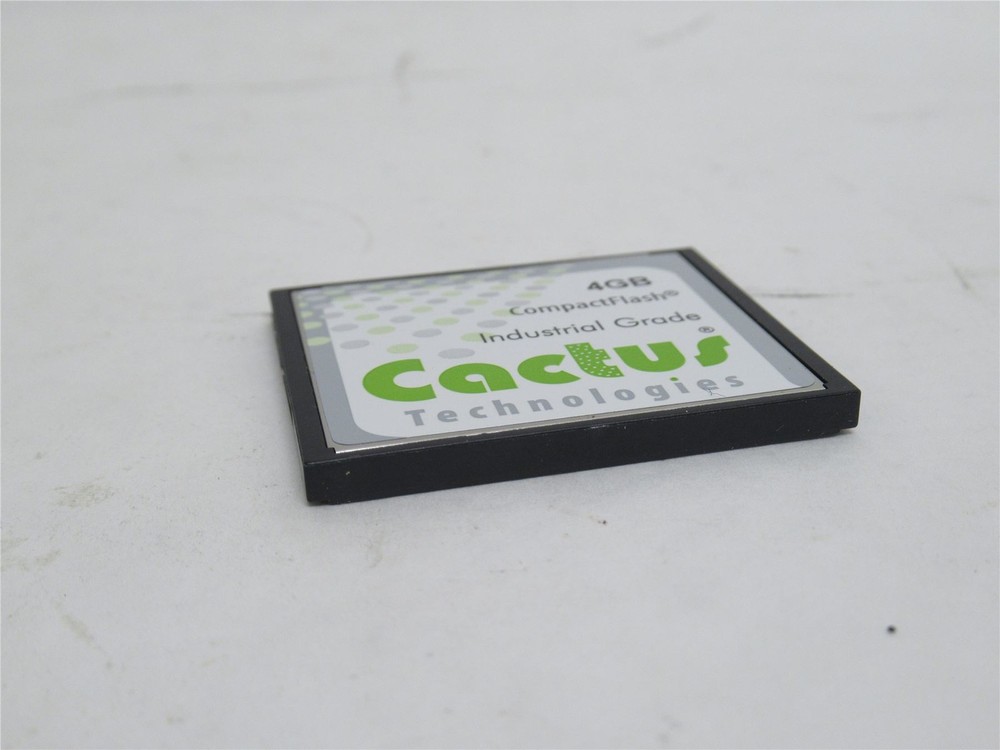 4GB
CompactFlash®
Industrial Grade
Cactus®
Technologies